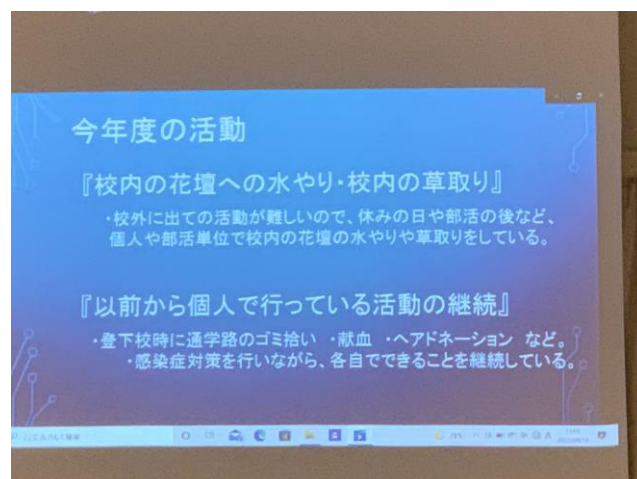 今年度の活動
『校内の花壇への水やり・校内の草取り』
・校外に出ての活動が難しいので、休みの日や部活の後など、
個人や部活単位で校内の花壇の水やりや草取りをしている。
『以前から個人で行っている活動の継続』
・登下校時に通学路のゴミ拾い ・献血 ・ヘアドネーション など。
・感染症対策を行いながら、各自でできることを継続している。